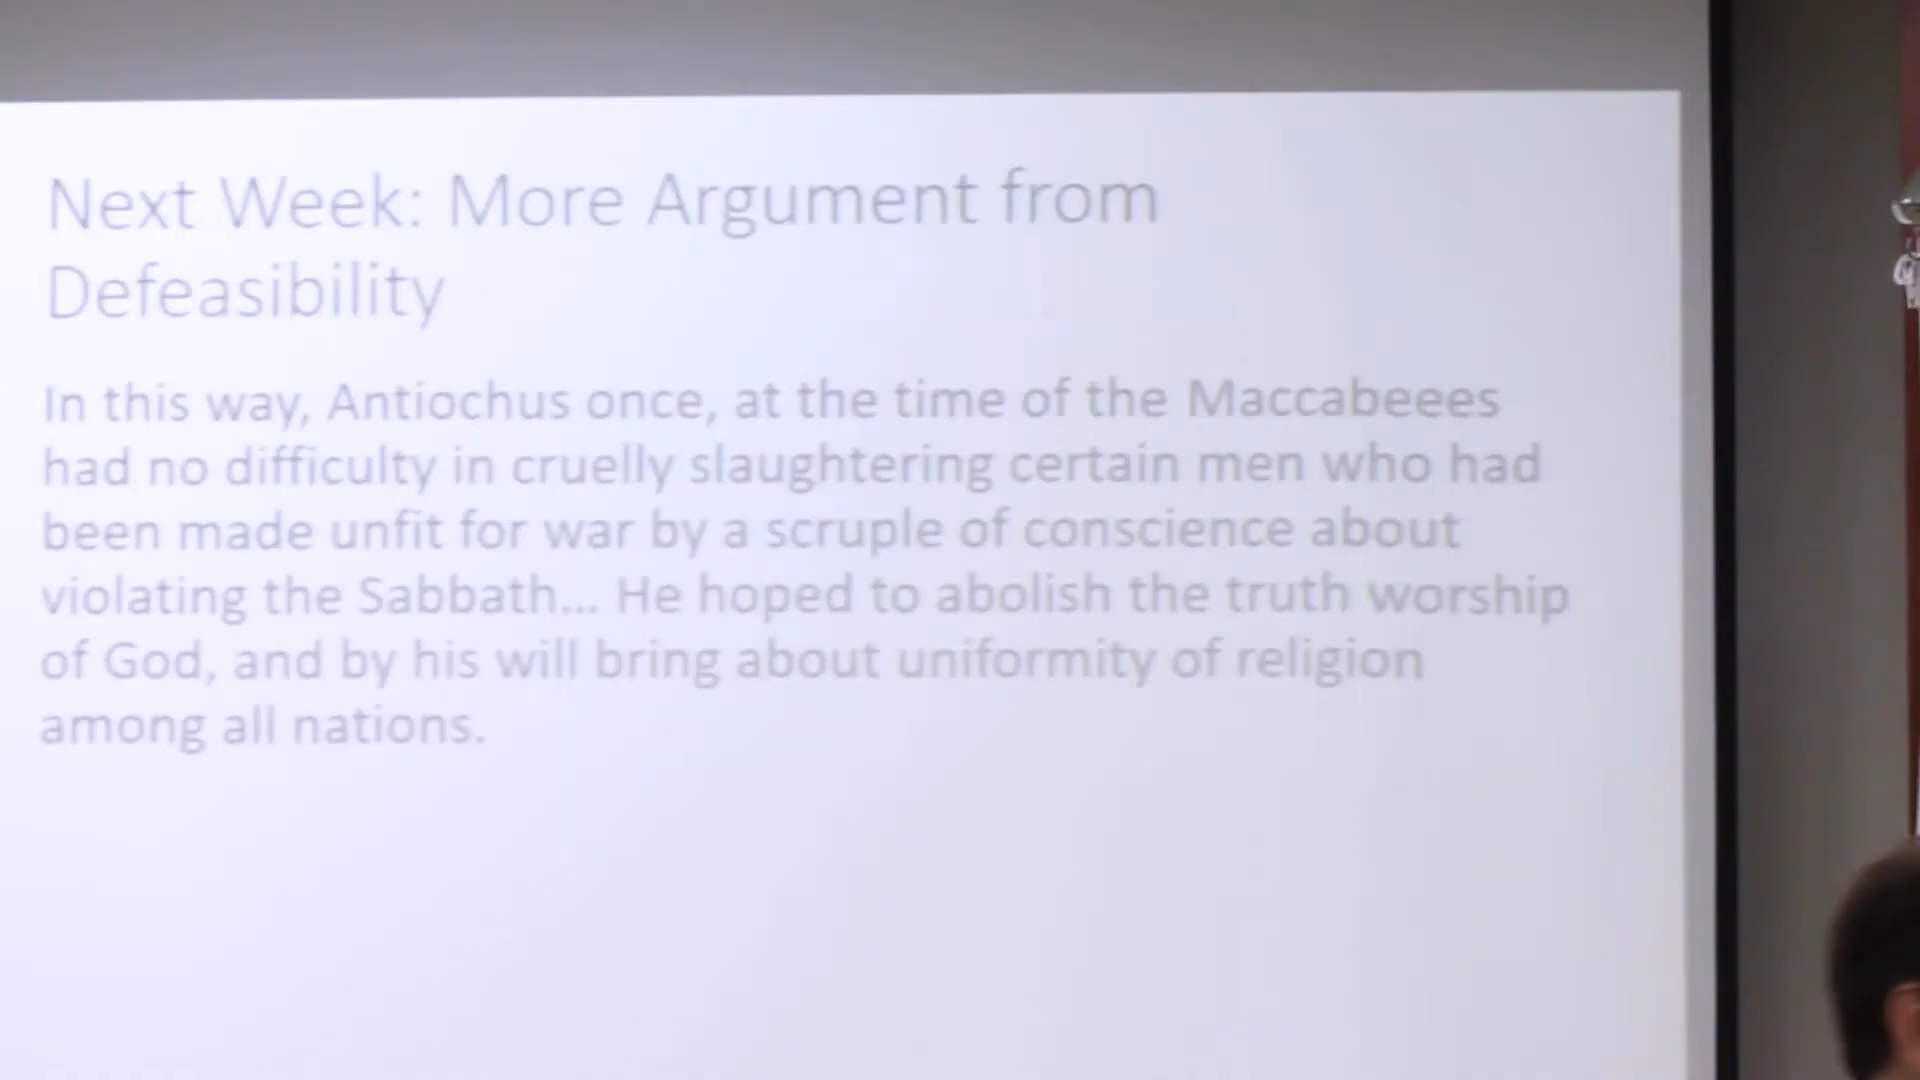 Next Week: More Argument from
Defeasibility
In this way, Antiochus once, at the time of the Maccabeees
had no difficulty in cruelly slaughtering certain men who had
been made unfit for war by a scruple of conscience about
violating the Sabbath... He hoped to abolish the truth worship
of God, and by his will bring about uniformity of religion
among all nations.